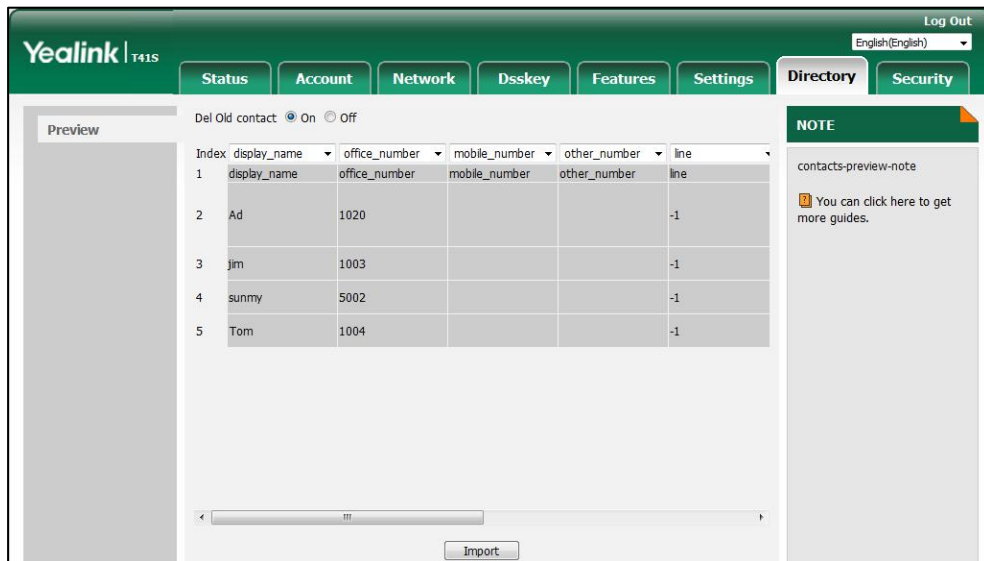 Log Out
Yealink | T41S
English(English)
Status Account Network Dsskey Features Settings Directory Security
Preview
Del Old contact On Off
NOTE
Index display_name office_number mobile_number other_number line
1 display_name office_number mobile_number other_number line
contacts-preview-note
You can click here to get
more guides.
2 Ad 1020 -1
3 jim 1003 -1
4 sunmy 5002 -1
5 Tom 1004 -1
Import